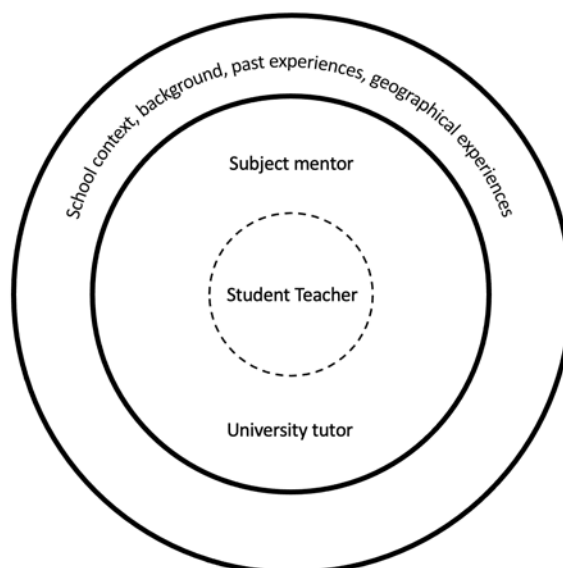 School context, background, past experiences, geographical experiences
Subject mentor
Student Teacher
University tutor